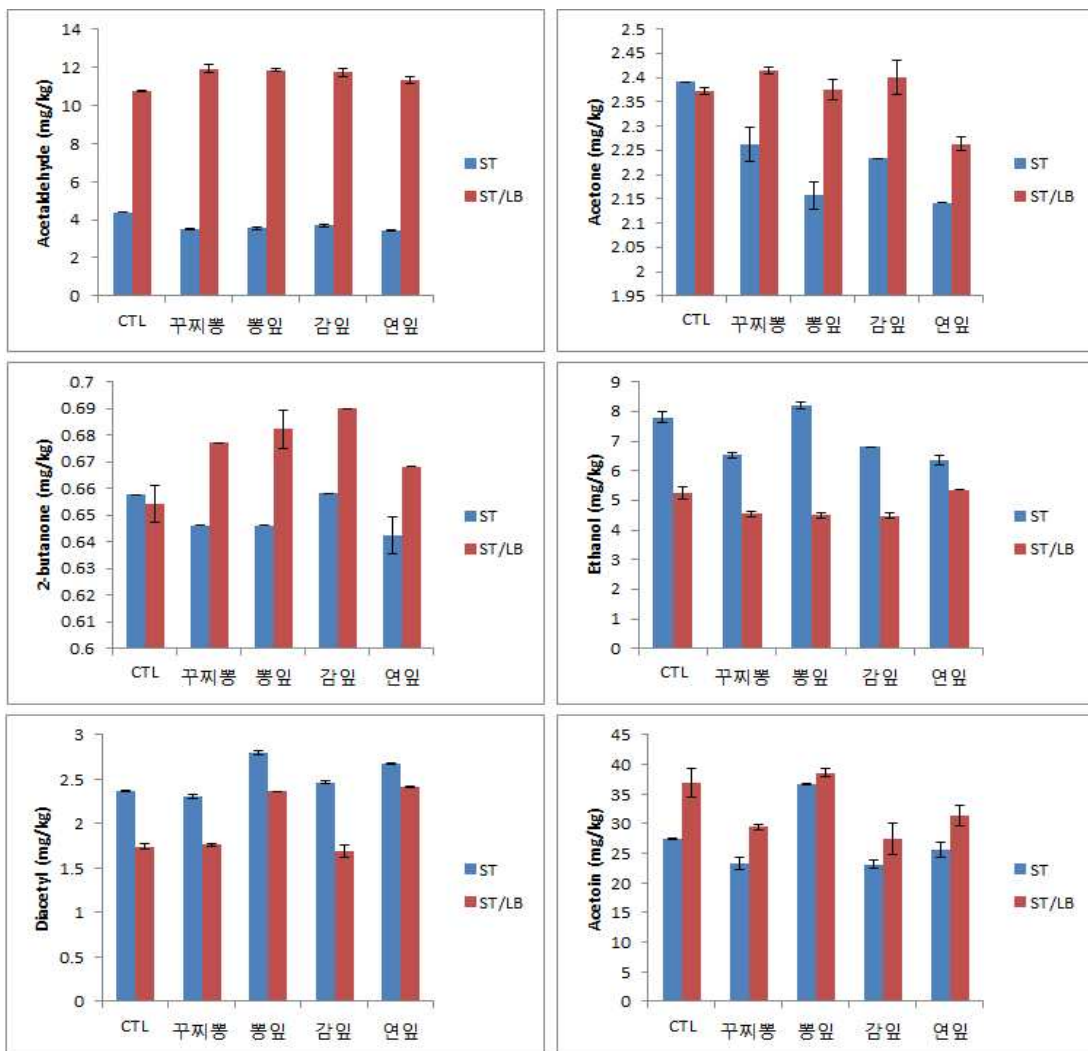 Acetaldehyde (mg/kg)
14
12
10
8
6
4
2
0
CTL 꾸찌뽕 뽕잎 감잎 연잎
ST
ST/LB
Acetone (mg/kg)
2.5
2.45
2.4
2.35
2.3
2.25
2.2
2.15
2.1
2.05
2
1.95
CTL 꾸찌뽕 뽕잎 감잎 연잎
ST
ST/LB
2-butanone (mg/kg)
0.7
0.69
0.68
0.67
0.66
0.65
0.64
0.63
0.62
0.61
0.6
CTL 꾸찌뽕 뽕잎 감잎 연잎
ST
ST/LB
Ethanol (mg/kg)
9
8
7
6
5
4
3
2
1
0
CTL 꾸찌뽕 뽕잎 감잎 연잎
ST
ST/LB
Diacetyl (mg/kg)
3
2.5
2
1.5
1
0.5
0
CTL 꾸찌뽕 뽕잎 감잎 연잎
ST
ST/LB
Acetoin (mg/kg)
45
40
35
30
25
20
15
10
5
0
CTL 꾸찌뽕 뽕잎 감잎 연잎
ST
ST/LB